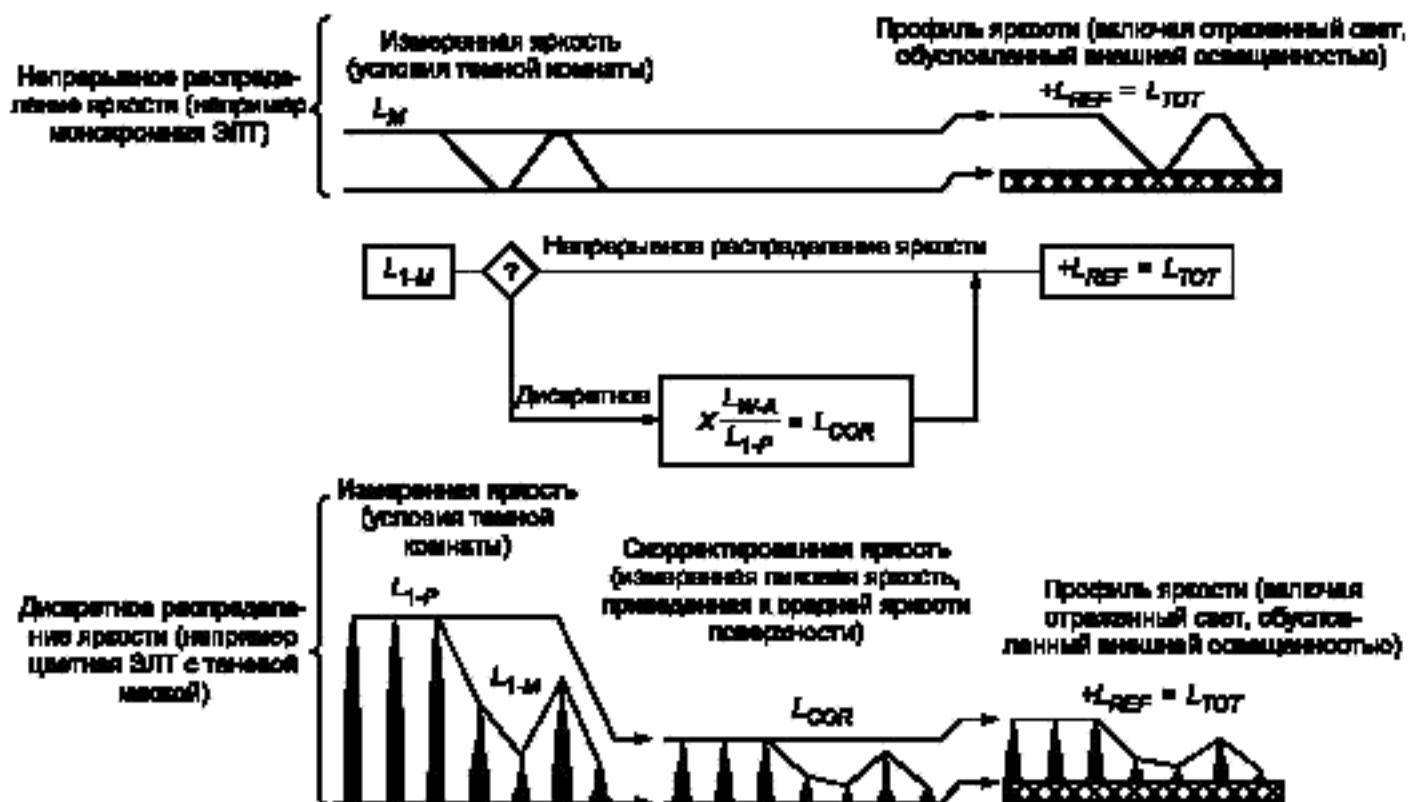 Непрерывное распреде-
ление яркости (например
монохромная ЭЛТ)
Измеренная яркость
(условия темной комнаты)
L_M
Профиль яркости (включая отраженный свет,
обусловленный внешней освещенностью)
+L_REF = L_TOT
L_1-M
?
Непрерывное распределение яркости
+L_REF = L_TOT
Дискретное
X L_W-A / L_1-P = L_COR
Дискретное распределе-
ние яркости (например
цветная ЭЛТ с теневой
маской)
Измеренная яркость
(условия темной
комнаты)
L_1-P
L_1-M
Скорректированная яркость
(измеренная пиковая яркость,
приведенная к средней яркости
поверхности)
L_COR
Профиль яркости (включая
отраженный свет, обуслов-
ленный внешней освещенностью)
+L_REF = L_TOT